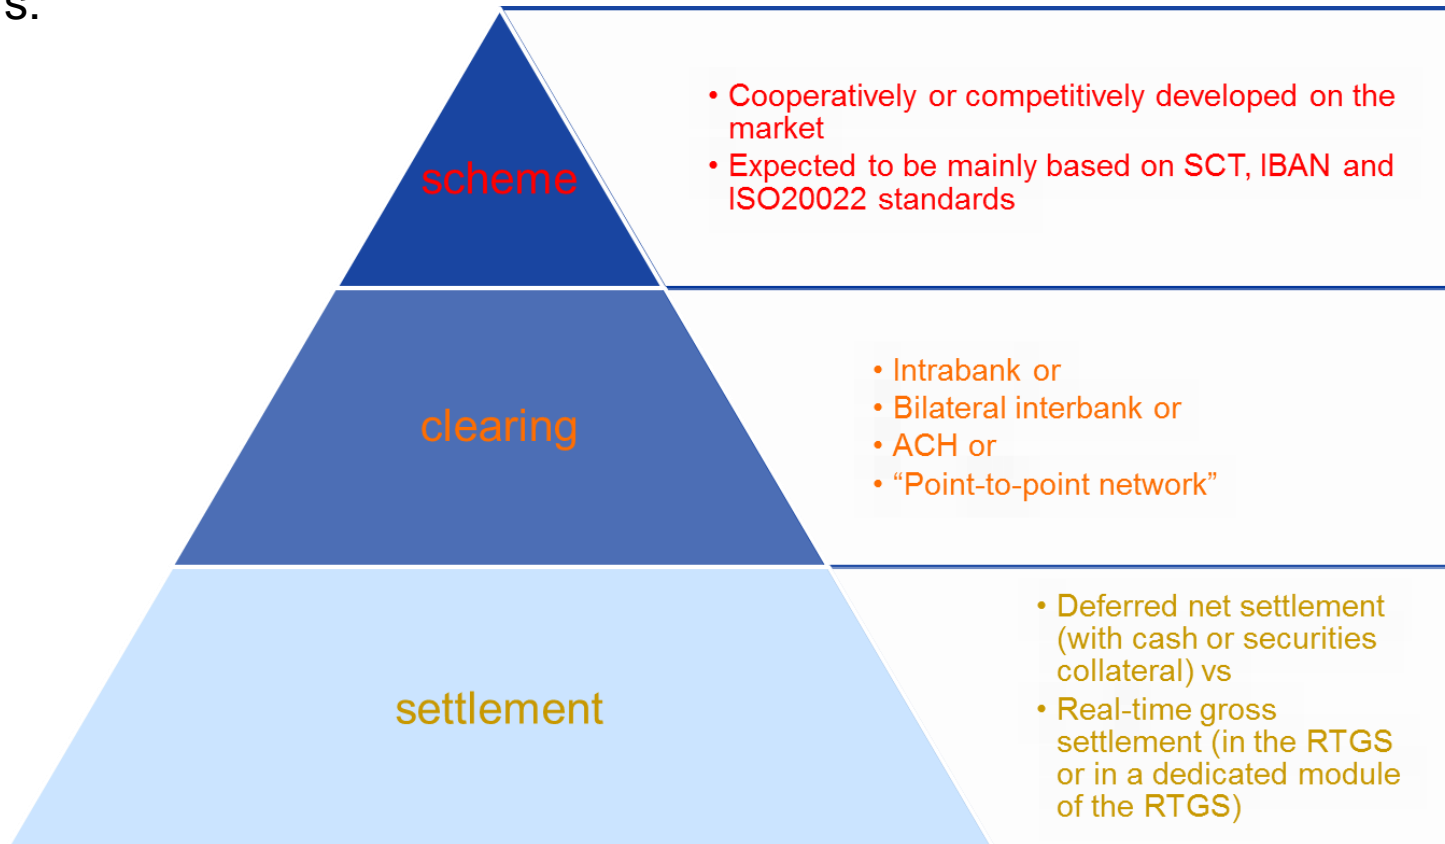 s.
scheme
• Cooperatively or competitively developed on the
market
• Expected to be mainly based on SCT, IBAN and
ISO20022 standards
clearing
• Intrabank or
• Bilateral interbank or
• ACH or
• “Point-to-point network”
settlement
• Deferred net settlement
(with cash or securities
collateral) vs
• Real-time gross
settlement (in the RTGS
or in a dedicated module
of the RTGS)